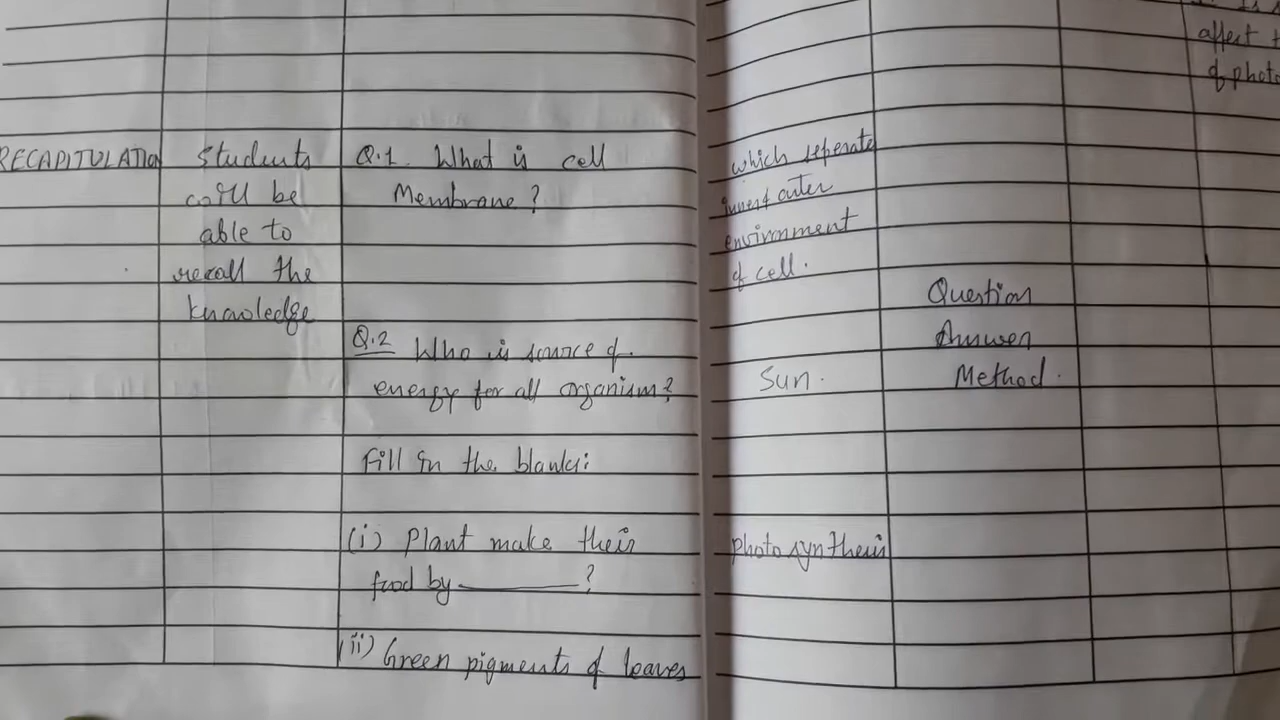 affect
of phot
RECAPITULATION
Students
will be
able to
recall the
knowledge
Q.1. What is cell
Membrane?
Q.2 Who is source of
energy for all organism?
Fill in the blanks:
(i) Plant make their
food by ________?
(ii) Green pigments of leaves
which seperate
inner & outer
environment
of cell.
Sun.
Photosynthesis
Question
Answer
Method.